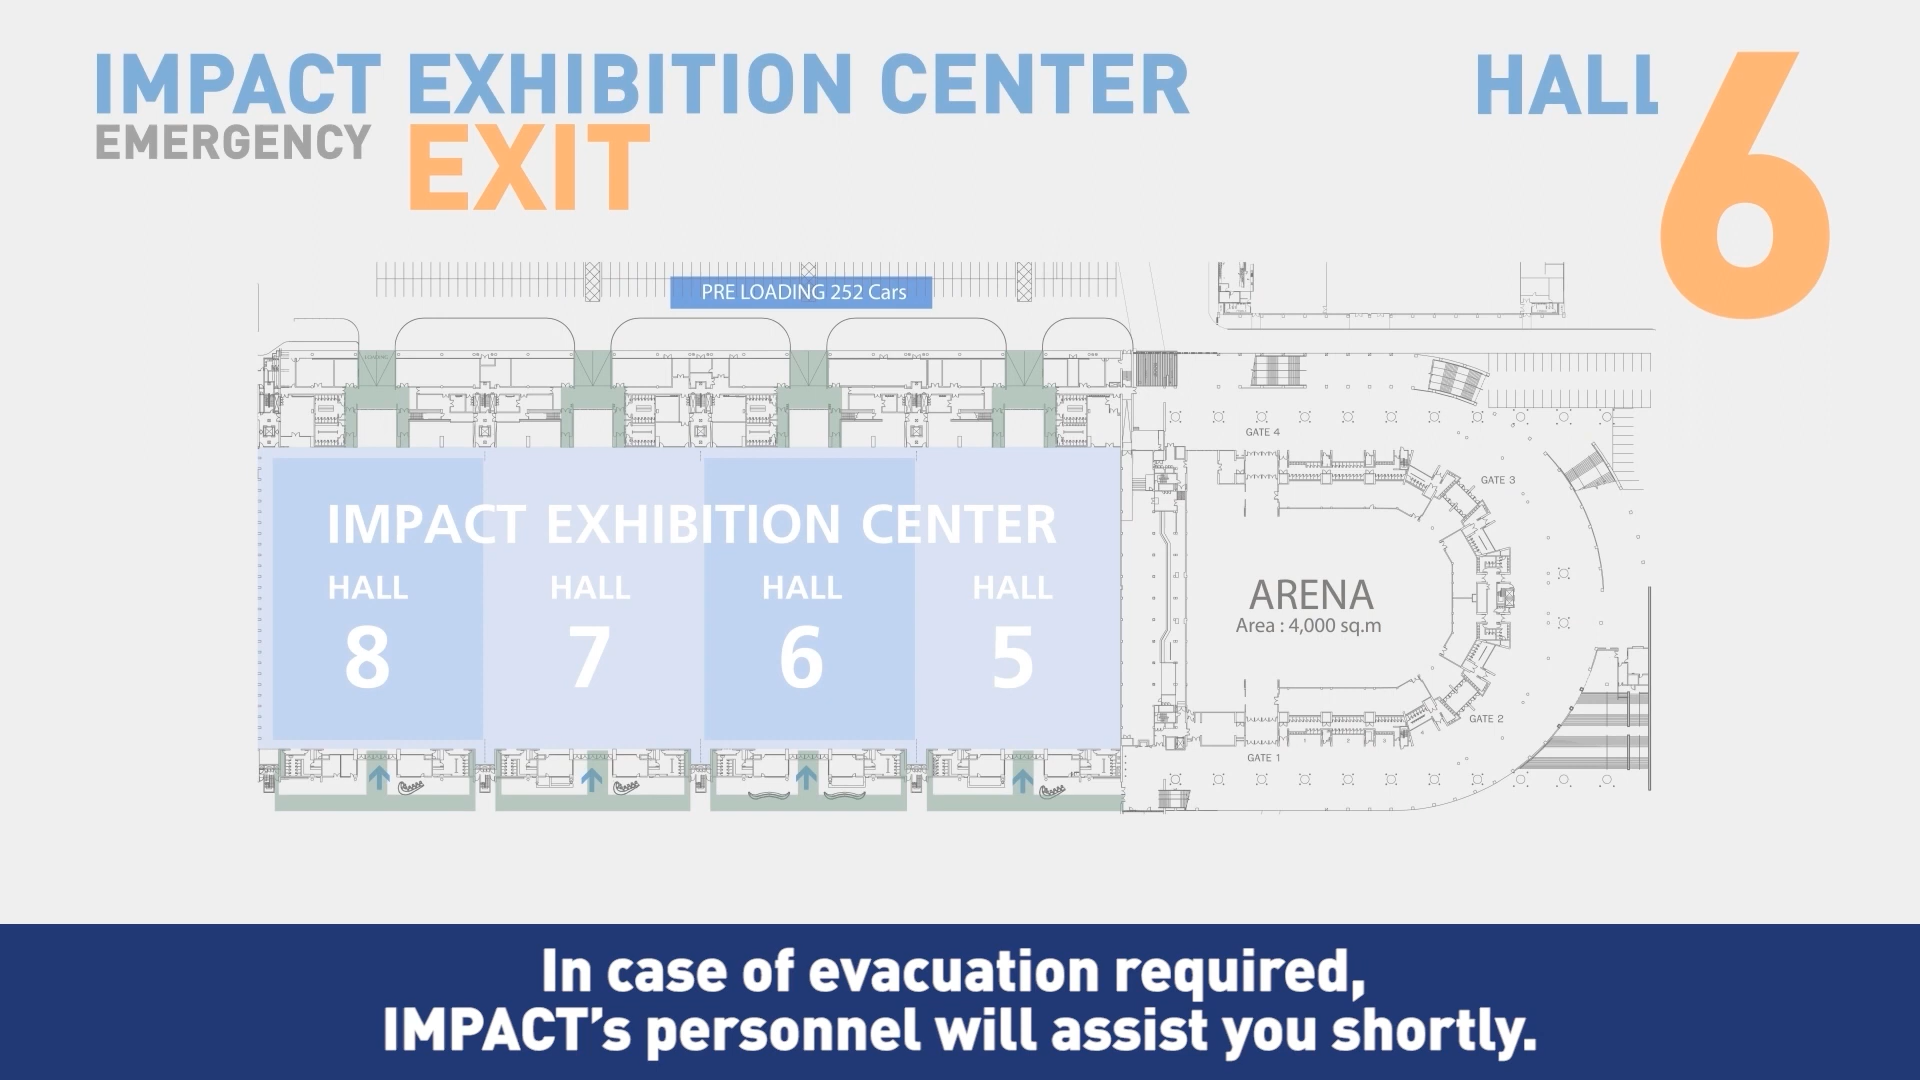 IMPACT EXHIBITION CENTER
EMERGENCY EXIT
HALL 6
PRE LOADING 252 Cars
LOADING
GATE 4
GATE 3
IMPACT EXHIBITION CENTER
HALL HALL HALL HALL
8 7 6 5
ARENA
Area : 4,000 sq.m
GATE 2
GATE 1
In case of evacuation required,
IMPACT's personnel will assist you shortly.